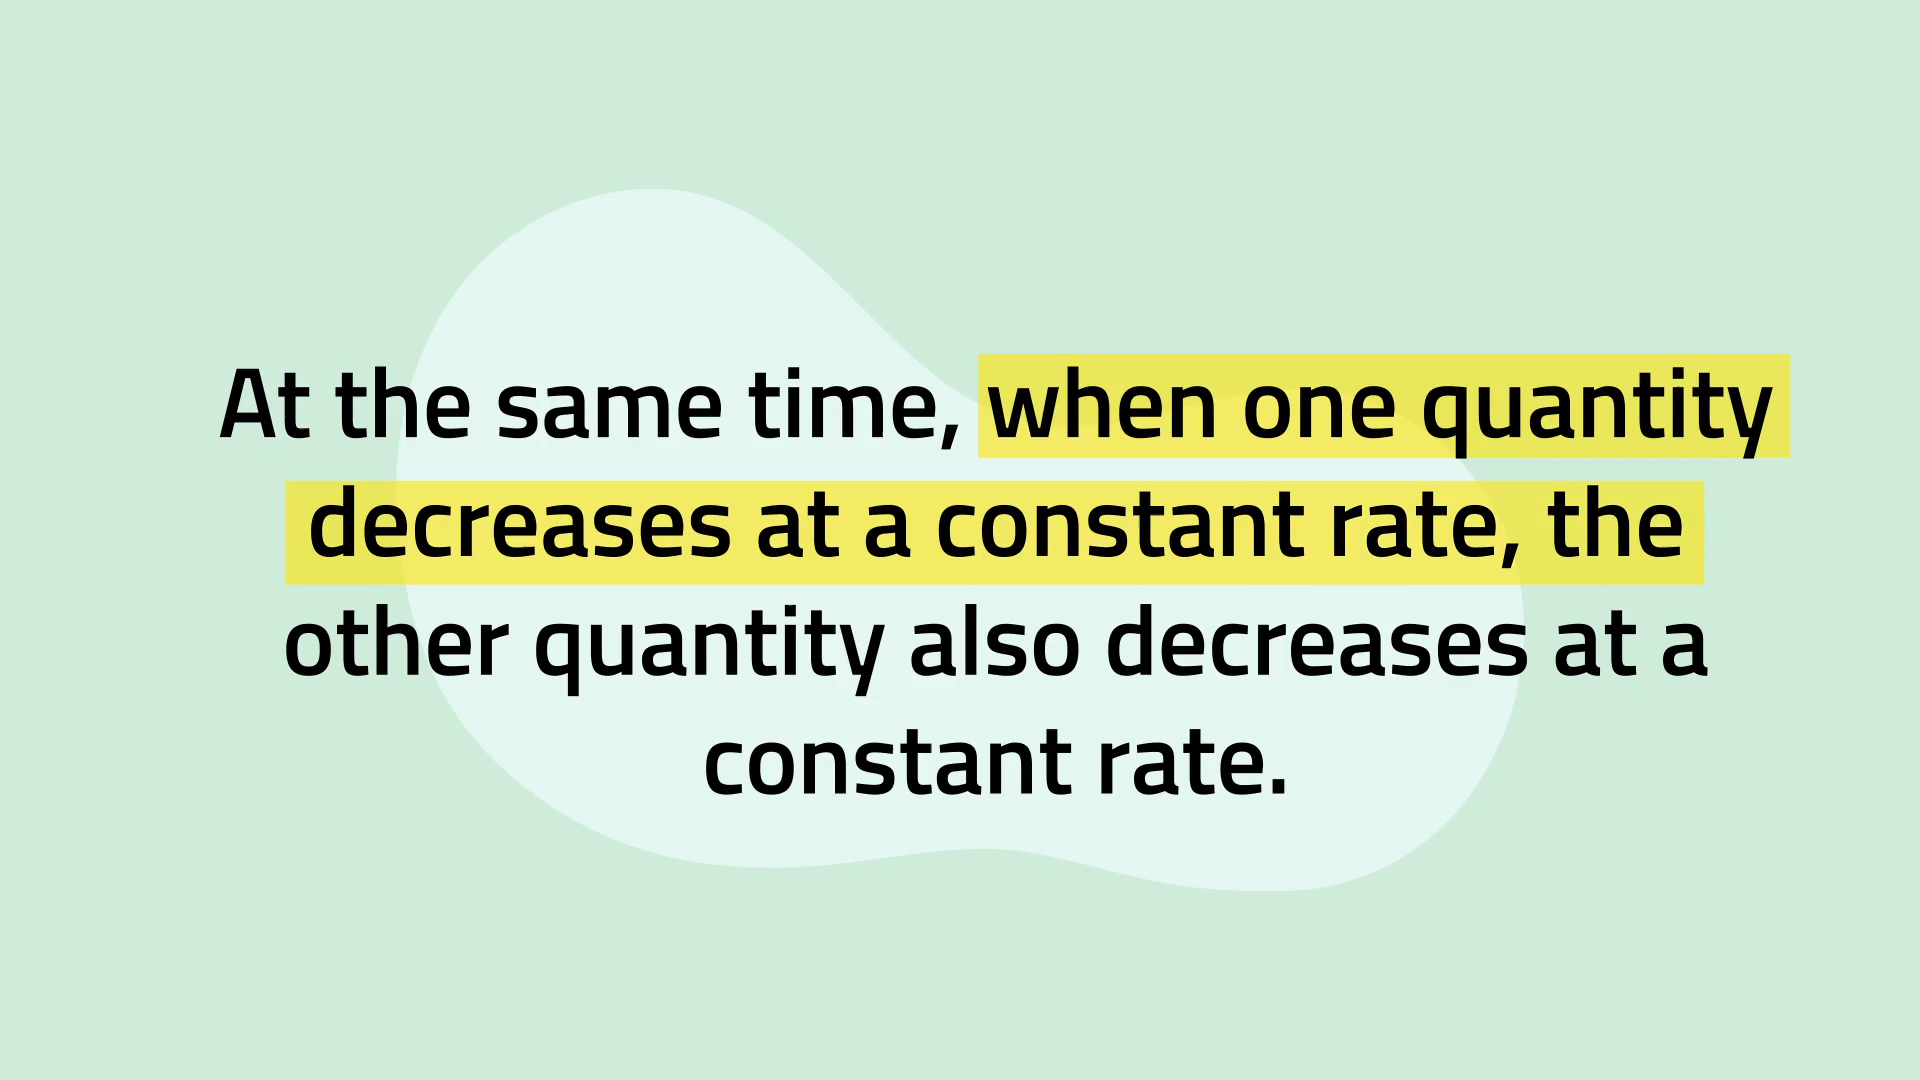 At the same time, when one quantity
decreases at a constant rate, the
other quantity also decreases at a
constant rate.